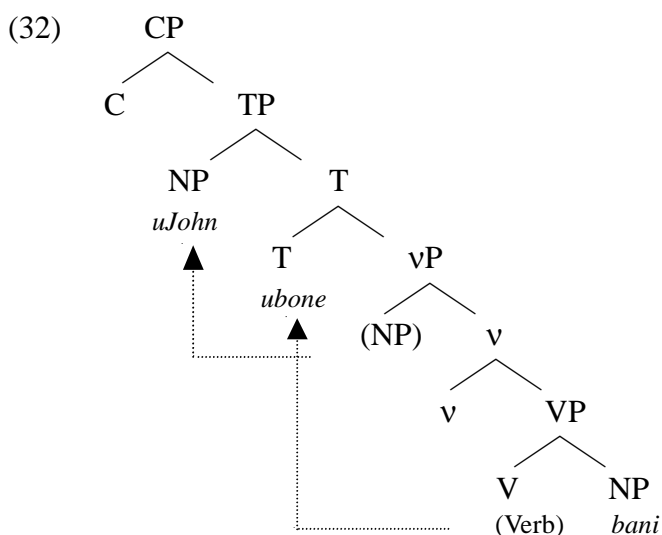 (32) CP
C TP
NP T
uJohn
T νP
ubone
(NP) ν
ν VP
V NP
(Verb) bani